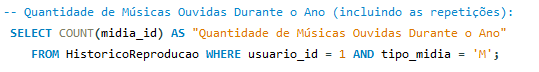 -- Quantidade de Músicas Ouvidas Durante o Ano (incluindo as repetições):
SELECT COUNT(midia_id) AS "Quantidade de Músicas Ouvidas Durante o Ano"
FROM HistoricoReproducao WHERE usuario_id = 1 AND tipo_midia = 'M';